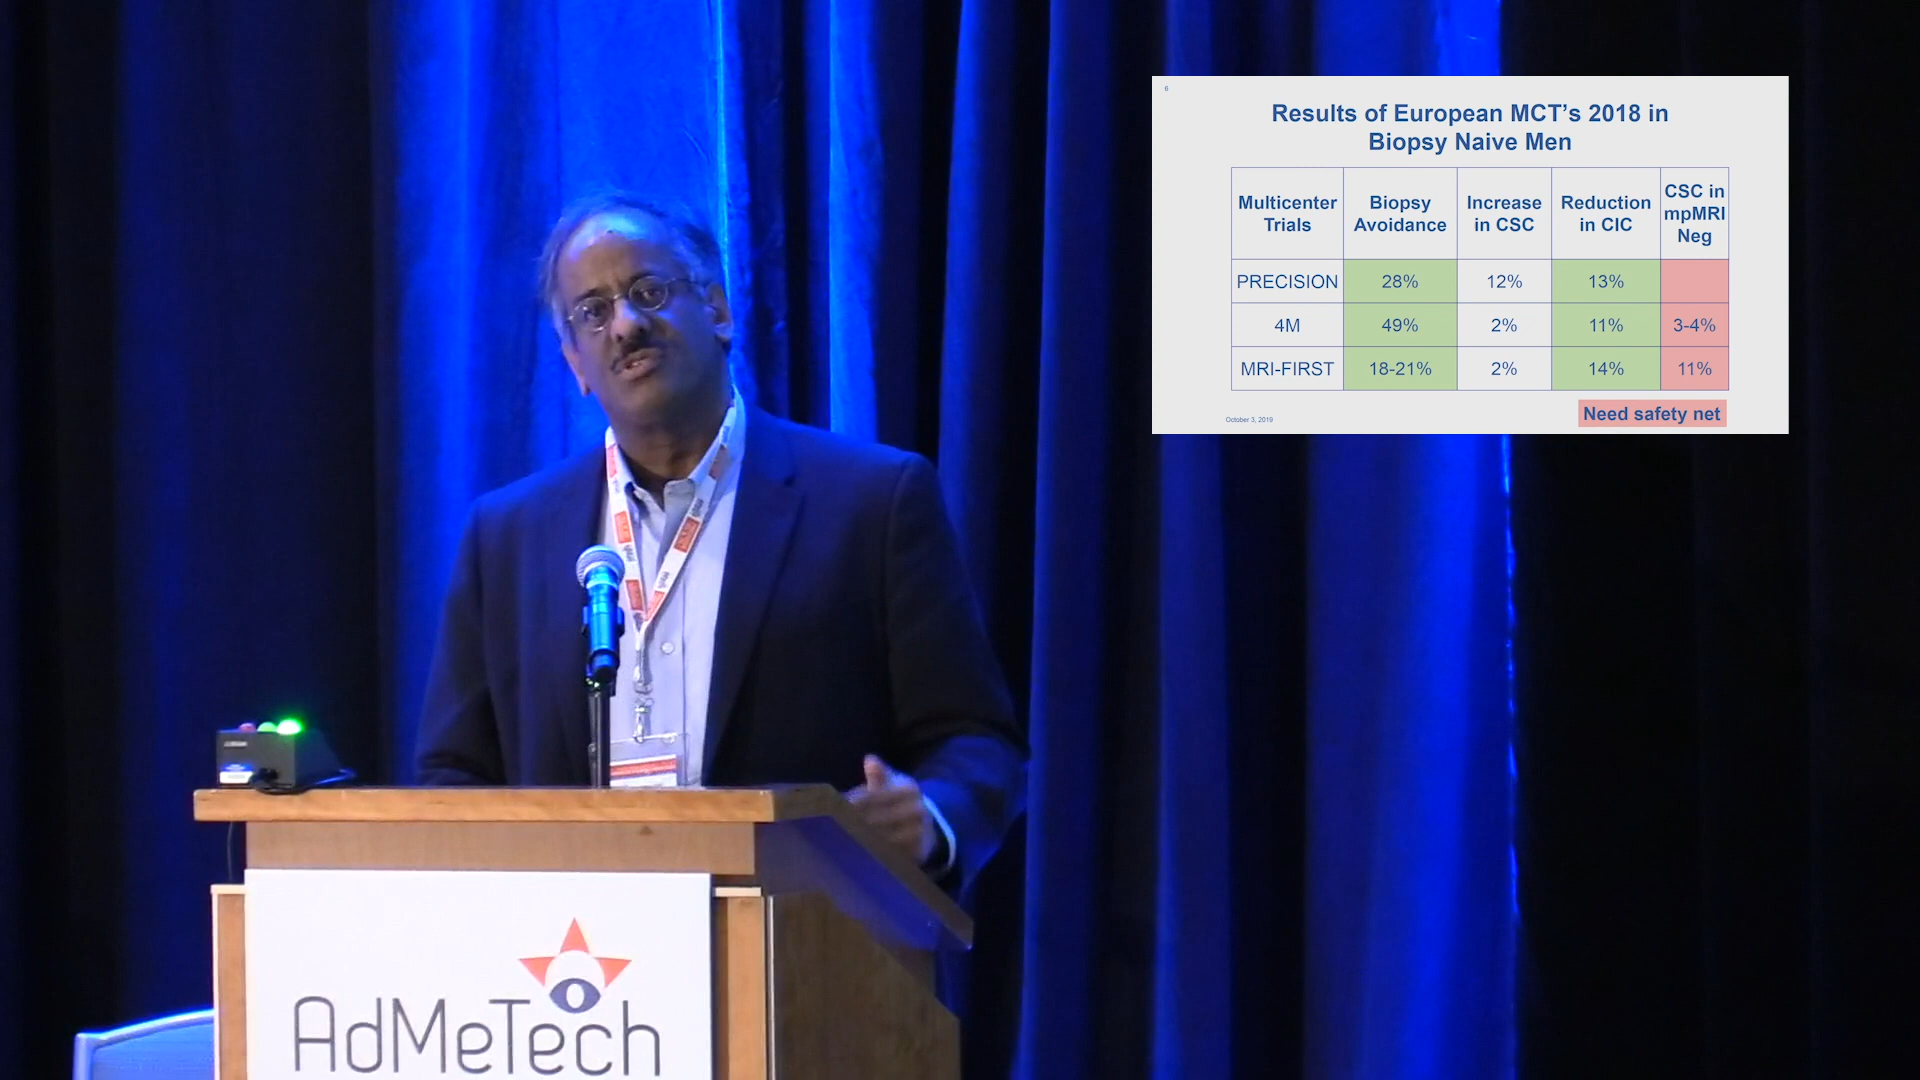 6
Results of European MCT's 2018 in
Biopsy Naive Men
Multicenter Trials
Biopsy Avoidance
Increase in CSC
Reduction in CIC
CSC in mpMRI Neg
PRECISION 28% 12% 13%
4M 49% 2% 11% 3-4%
MRI-FIRST 18-21% 2% 14% 11%
October 3, 2019
Need safety net
AdMeTech